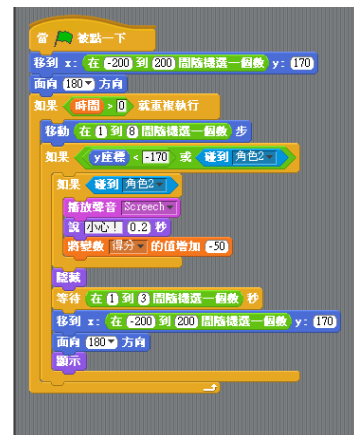 當 被點一下
移到 x: 在 -200 到 200 間隨機選一個數 y: 170
面向 180 方向
如果 時間 > 0 就重複執行
移動 在 1 到 8 間隨機選一個數 步
如果 y座標 < -170 或 碰到 角色2
如果 碰到 角色2
播放聲音 Screech
說 小心! 0.2 秒
將變數 得分 的值增加 -50
隱藏
等待 在 1 到 3 間隨機選一個數 秒
移到 x: 在 -200 到 200 間隨機選一個數 y: 170
面向 180 方向
顯示